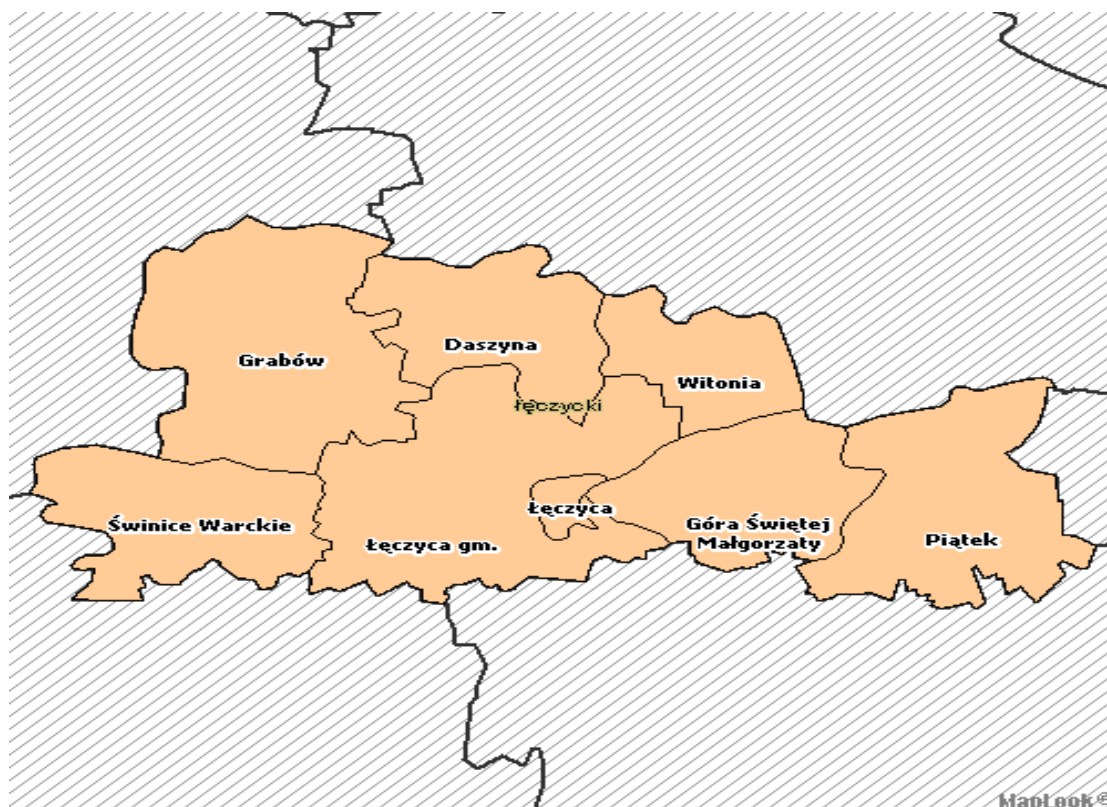 Daszyna
Grabów
Witonia
łęczycki
Łęczyca
Świnice Warckie
Góra Świętej
Małgorzaty
Piątek
Łęczyca gm.
MapLook®